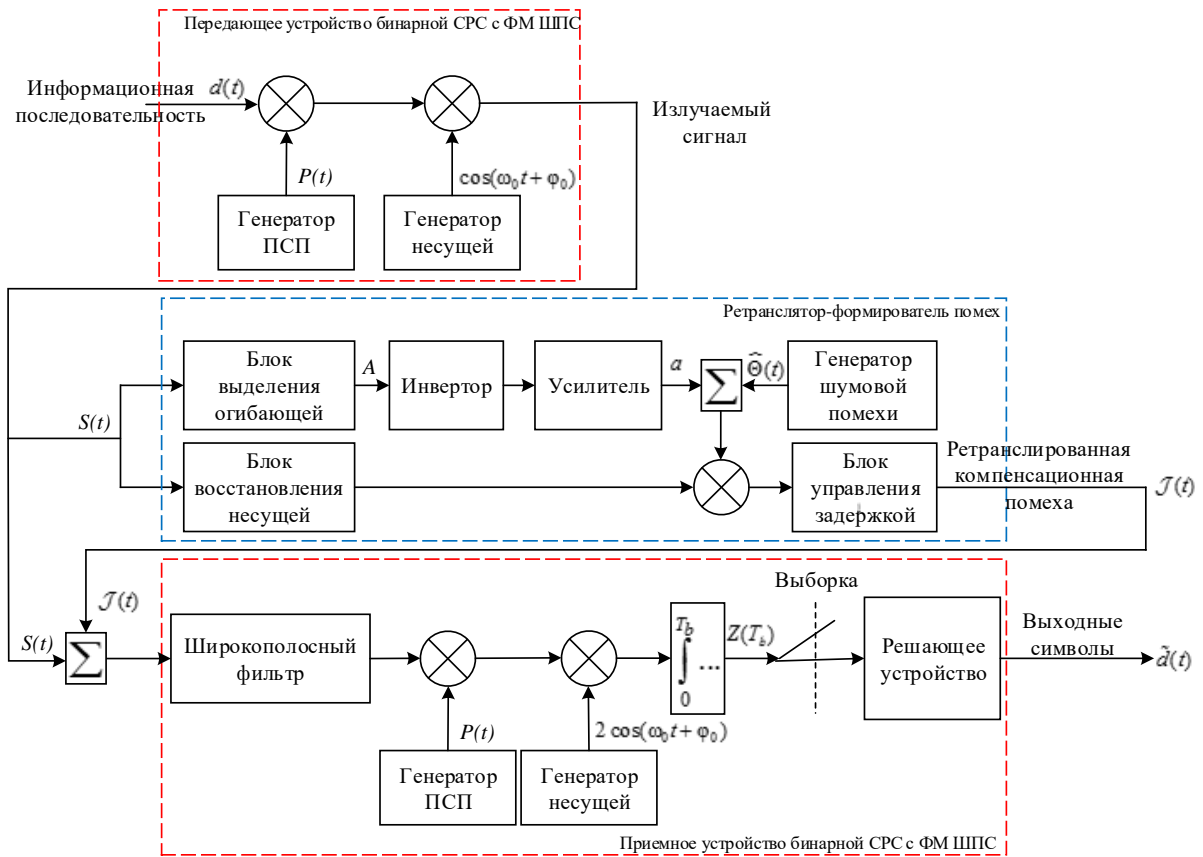 Передающее устройство бинарной СРС с ФМ ШПС
Информационная
последовательность
d(t)
P(t)
cos(ω₀t + φ₀)
Генератор
ПСП
Генератор
несущей
Излучаемый
сигнал
Ретранслятор-формирователь помех
S(t)
Блок
выделения
огибающей
A
Инвертор
Усилитель
a
Σ
Θ̂(t)
Генератор
шумовой
помехи
Блок
восстановления
несущей
Блок
управления
задержкой
Ретранслированная
компенсационная
помеха
𝒥(t)
𝒥(t)
S(t)
Σ
Широкополосный
фильтр
P(t)
Генератор
ПСП
2 cos(ω₀t + φ₀)
Генератор
несущей
T_b
∫ ...
0
Z(T_b)
Выборка
Решающее
устройство
Выходные
символы
d̃(t)
Приемное устройство бинарной СРС с ФМ ШПС